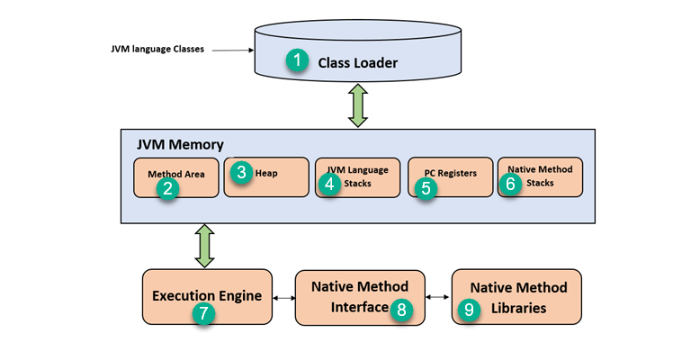 JVM language Classes
1
Class Loader
JVM Memory
Method Area
2
3
Heap
JVM Language
Stacks
4
PC Registers
5
Native Method
Stacks
6
Execution Engine
7
Native Method
Interface
8
Native Method
Libraries
9